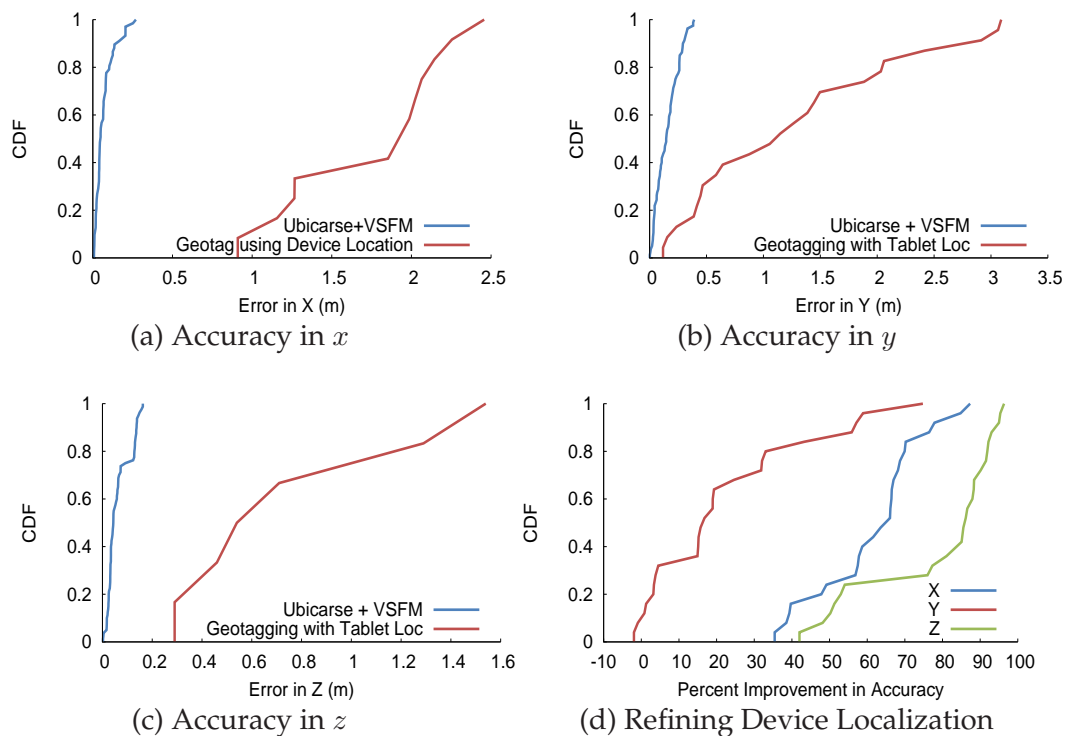 1
0.8
0.6
0.4
0.2
0
CDF
Ubicarse+VSFM
Geotag using Device Location
0 0.5 1 1.5 2 2.5
Error in X (m)
(a) Accuracy in x
1
0.8
0.6
0.4
0.2
0
CDF
Ubicarse + VSFM
Geotagging with Tablet Loc
0 0.5 1 1.5 2 2.5 3 3.5
Error in Y (m)
(b) Accuracy in y
1
0.8
0.6
0.4
0.2
0
CDF
Ubicarse + VSFM
Geotagging with Tablet Loc
0 0.2 0.4 0.6 0.8 1 1.2 1.4 1.6
Error in Z (m)
(c) Accuracy in z
1
0.8
0.6
0.4
0.2
0
CDF
X
Y
Z
-10 0 10 20 30 40 50 60 70 80 90 100
Percent Improvement in Accuracy
(d) Refining Device Localization